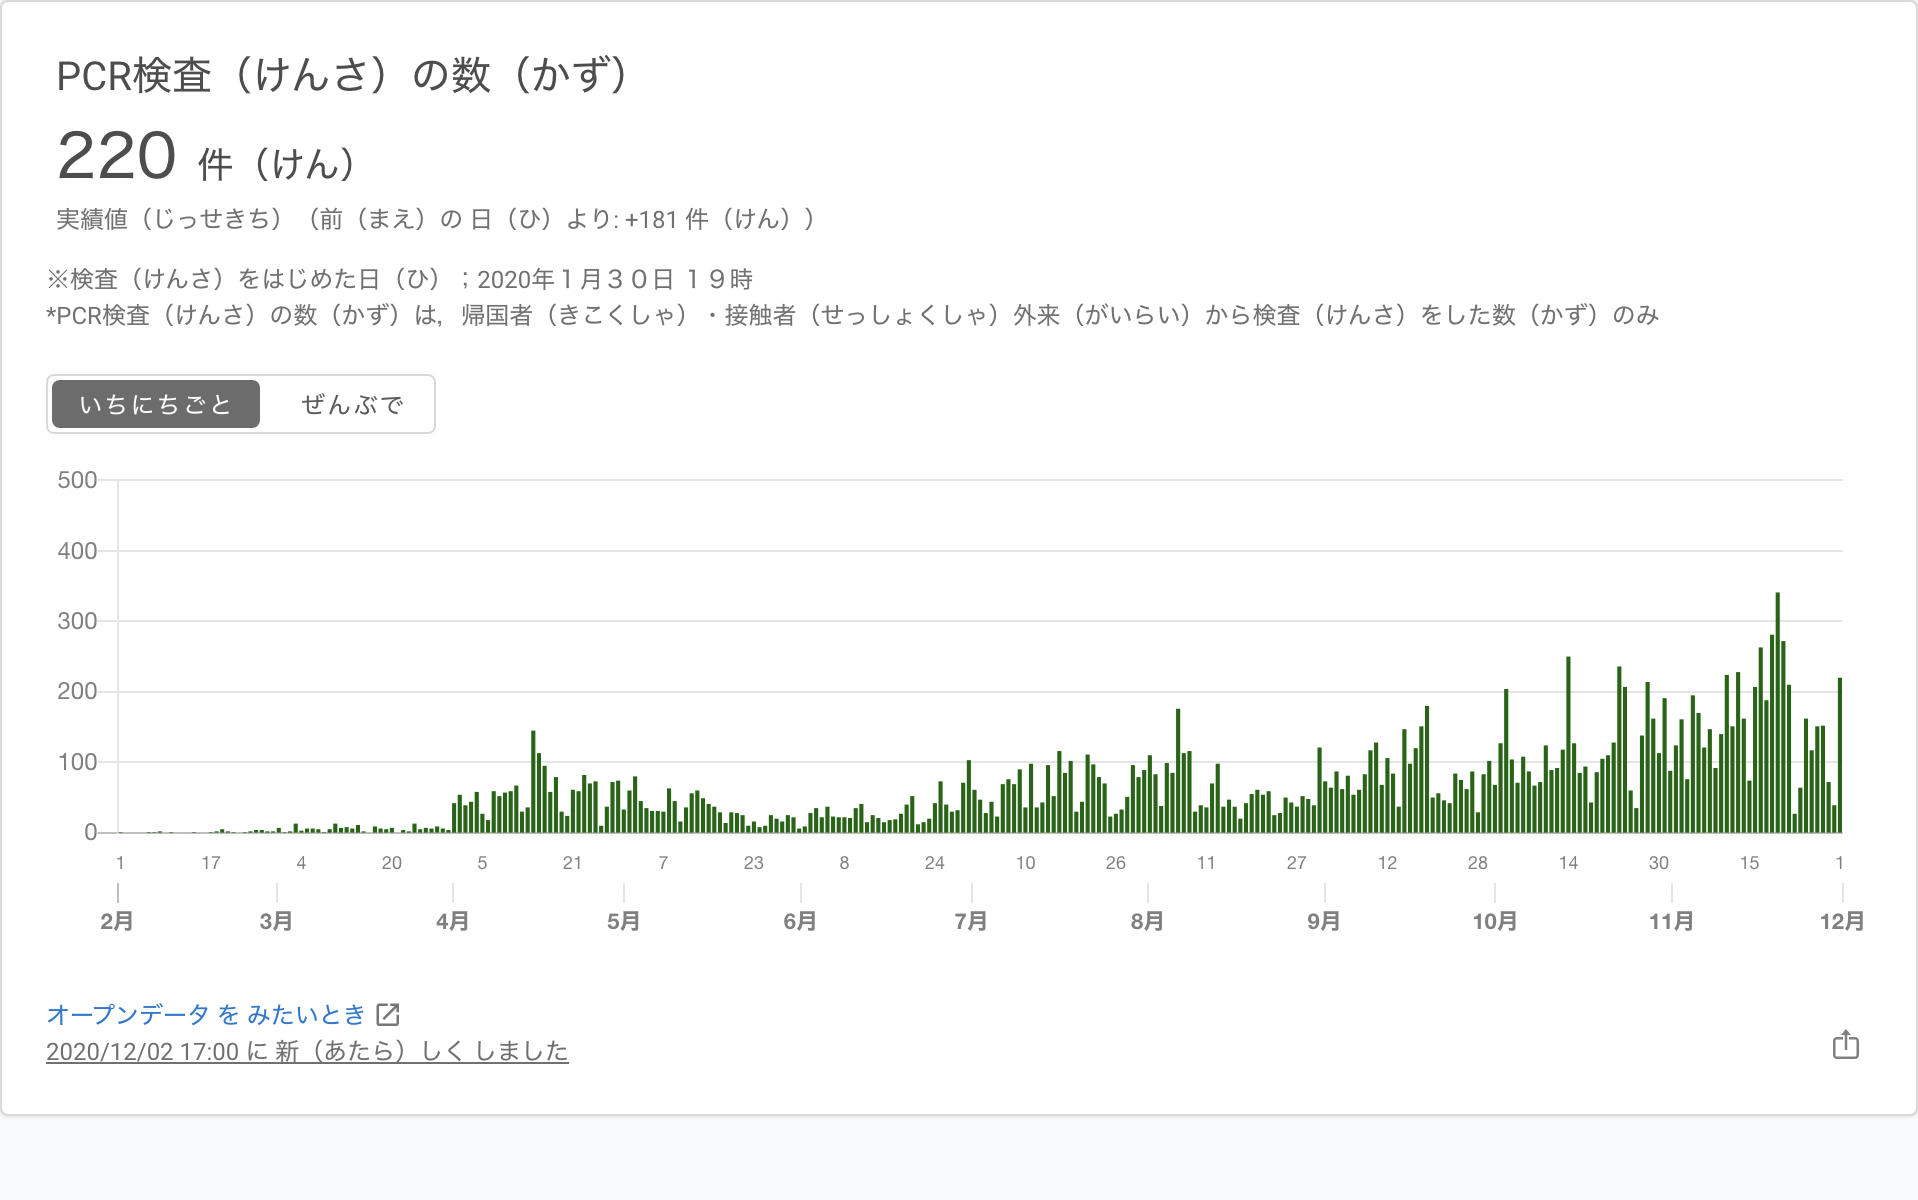 PCR検査（けんさ）の数（かず）
220 件（けん）
実績値（じっせきち）（前（まえ）の 日（ひ）より: +181 件（けん））
※検査（けんさ）をはじめた日（ひ）；2020年１月３０日 １９時
*PCR検査（けんさ）の数（かず）は，帰国者（きこくしゃ）・接触者（せっしょくしゃ）外来（がいらい）から検査（けんさ）をした数（かず）のみ
いちにちごと ぜんぶで
500
400
300
200
100
0
1 17 4 20 5 21 7 23 8 24 10 26 11 27 12 28 14 30 15 1
2月 3月 4月 5月 6月 7月 8月 9月 10月 11月 12月
オープンデータ を みたいとき
2020/12/02 17:00 に 新（あたら）しく しました